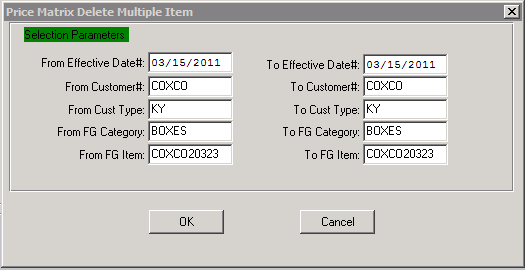 Price Matrix Delete Multiple Item
Selection Parameters
From Effective Date#: 03/15/2011 To Effective Date#: 03/15/2011
From Customer#: COXCO To Customer#: COXCO
From Cust Type: KY To Cust Type: KY
From FG Category: BOXES To FG Category: BOXES
From FG Item: COXCO20323 To FG Item: COXCO20323
OK Cancel